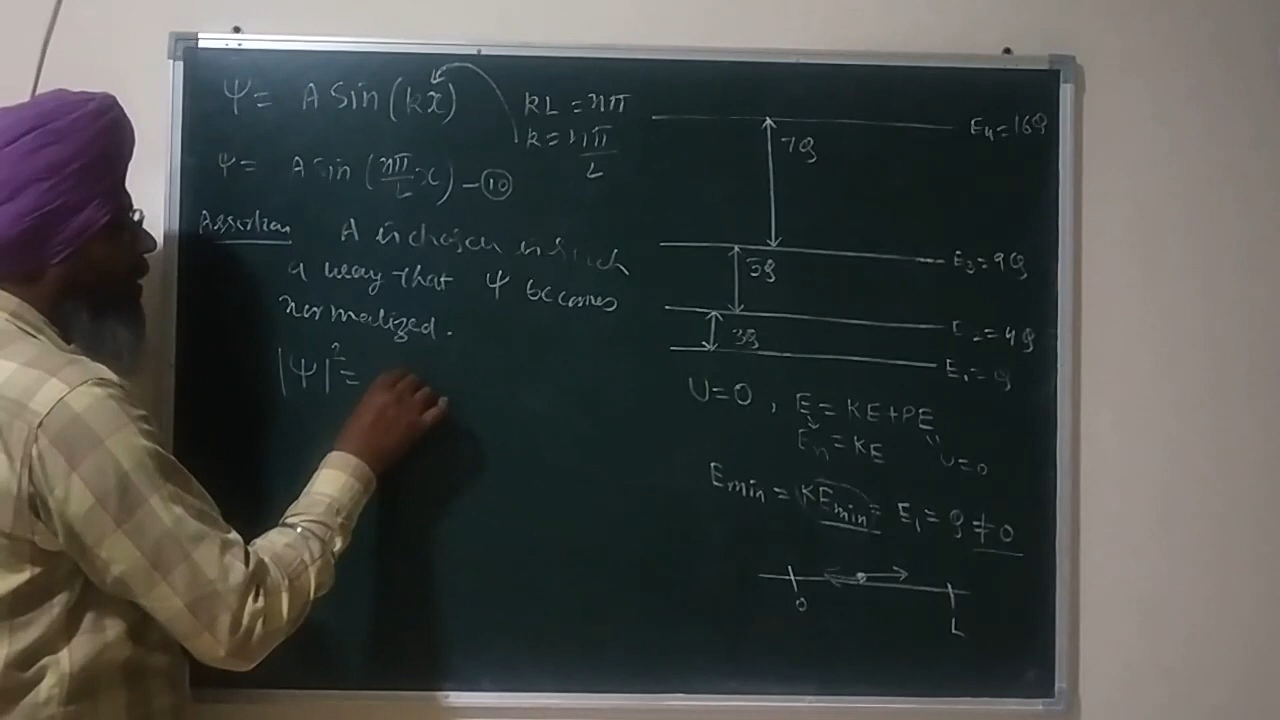 Ψ = A Sin (kx)
kL = nπ
k = nπ/L
Ψ = A Sin (nπ/L x) – ⑩
Assertion A is chosen in such
a way that Ψ becomes
normalized.
|Ψ|² =
E₄ = 16g
7g
E₃ = 9g
5g
E₂ = 4g
3g
E₁ = g
U = 0 , E = KE + PE
Eₙ = KE
U = 0
Emin = KEmin = E₁ = g ≠ 0
0
L